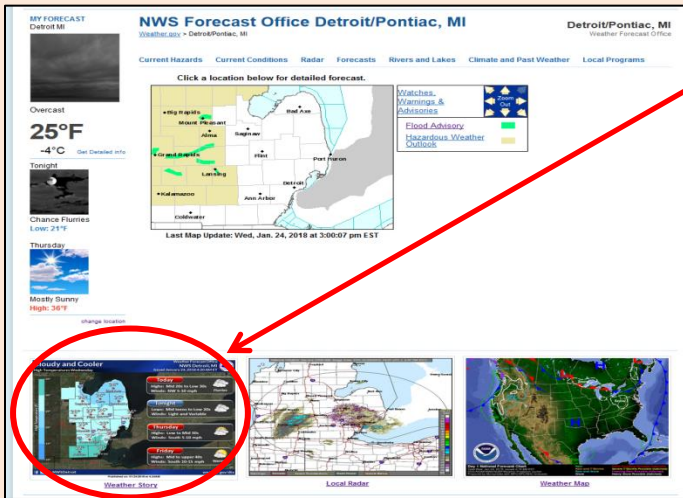 MY FORECAST
Detroit MI
Overcast
25°F
-4°C
Get Detailed info
Tonight
Chance Flurries
Low: 21°F
Thursday
Mostly Sunny
High: 36°F
change location
NWS Forecast Office Detroit/Pontiac, MI
Weather.gov > Detroit/Pontiac, MI
Detroit/Pontiac, MI
Weather Forecast Office
Current Hazards Current Conditions Radar Forecasts Rivers and Lakes Climate and Past Weather Local Programs
Click a location below for detailed forecast.
Big Rapids
Mount Pleasant
Bad Axe
Alma
Saginaw
Grand Rapids
Flint
Port Huron
Lansing
Detroit
Kalamazoo
Ann Arbor
Coldwater
Last Map Update: Wed, Jan. 24, 2018 at 3:00:07 pm EST
Watches,
Warnings &
Advisories
Zoom
Out
Flood Advisory
Hazardous Weather
Outlook
Cloudy and Cooler
NWS Detroit, MI
Today
Tonight
Thursday
Friday
Weather Story
Local Radar
Weather Map